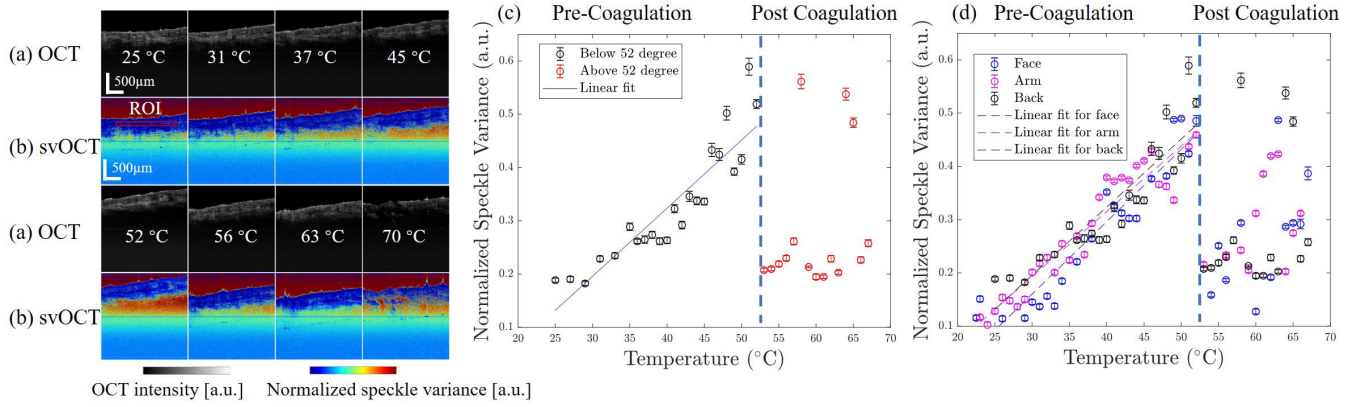 (a) OCT
25 °C
31 °C
37 °C
45 °C
500μm
(b) svOCT
ROI
500μm
(a) OCT
52 °C
56 °C
63 °C
70 °C
(b) svOCT
OCT intensity [a.u.]
Normalized speckle variance [a.u.]
(c)
Pre-Coagulation
Post Coagulation
Normalized Speckle Variance (a.u.)
0.6
0.5
0.4
0.3
0.2
0.1
Below 52 degree
Above 52 degree
Linear fit
20 25 30 35 40 45 50 55 60 65 70
Temperature (°C)
(d)
Pre-Coagulation
Post Coagulation
Normalized Speckle Variance (a.u.)
0.6
0.5
0.4
0.3
0.2
0.1
Face
Arm
Back
Linear fit for face
Linear fit for arm
Linear fit for back
20 25 30 35 40 45 50 55 60 65 70
Temperature (°C)